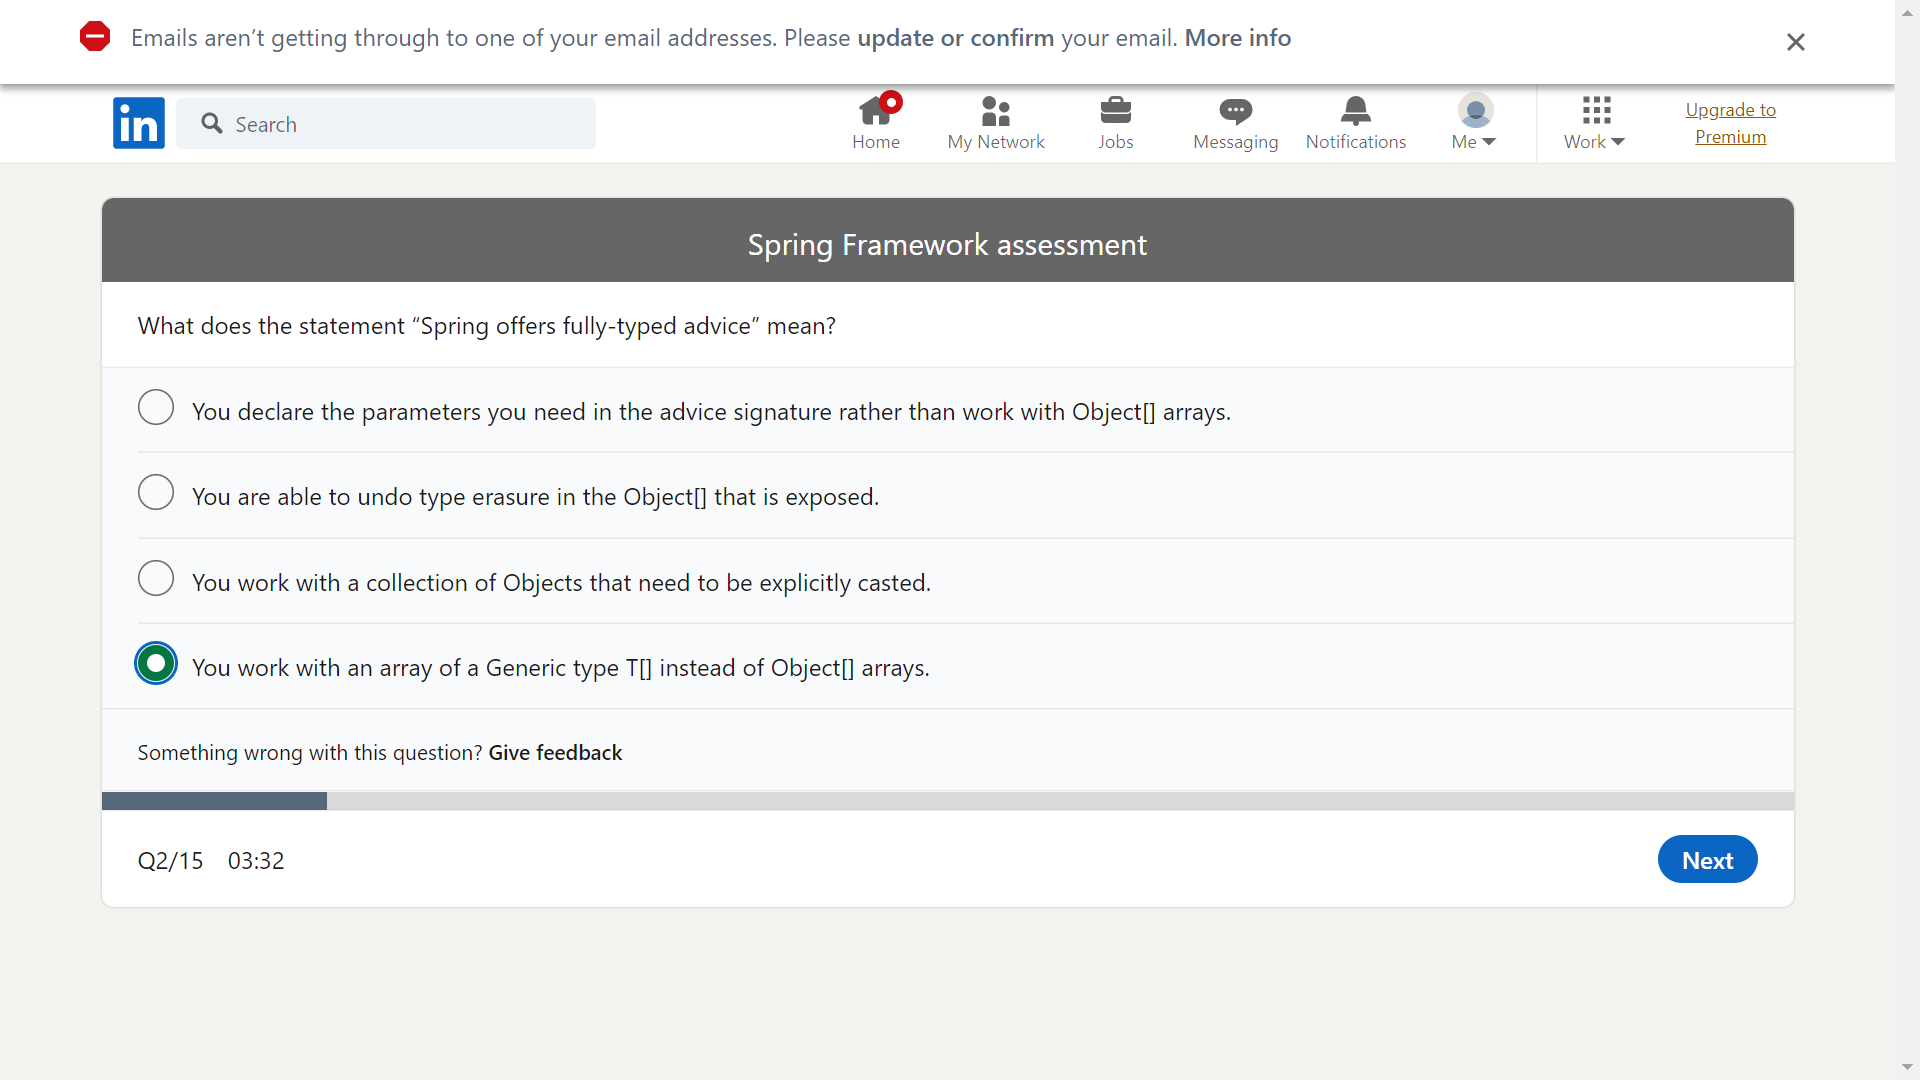 Emails aren’t getting through to one of your email addresses. Please update or confirm your email. More info
in
Search
Home
My Network
Jobs
Messaging
Notifications
Me
Work
Upgrade to
Premium
Spring Framework assessment
What does the statement “Spring offers fully-typed advice” mean?
You declare the parameters you need in the advice signature rather than work with Object[] arrays.
You are able to undo type erasure in the Object[] that is exposed.
You work with a collection of Objects that need to be explicitly casted.
You work with an array of a Generic type T[] instead of Object[] arrays.
Something wrong with this question? Give feedback
Q2/15 03:32
Next